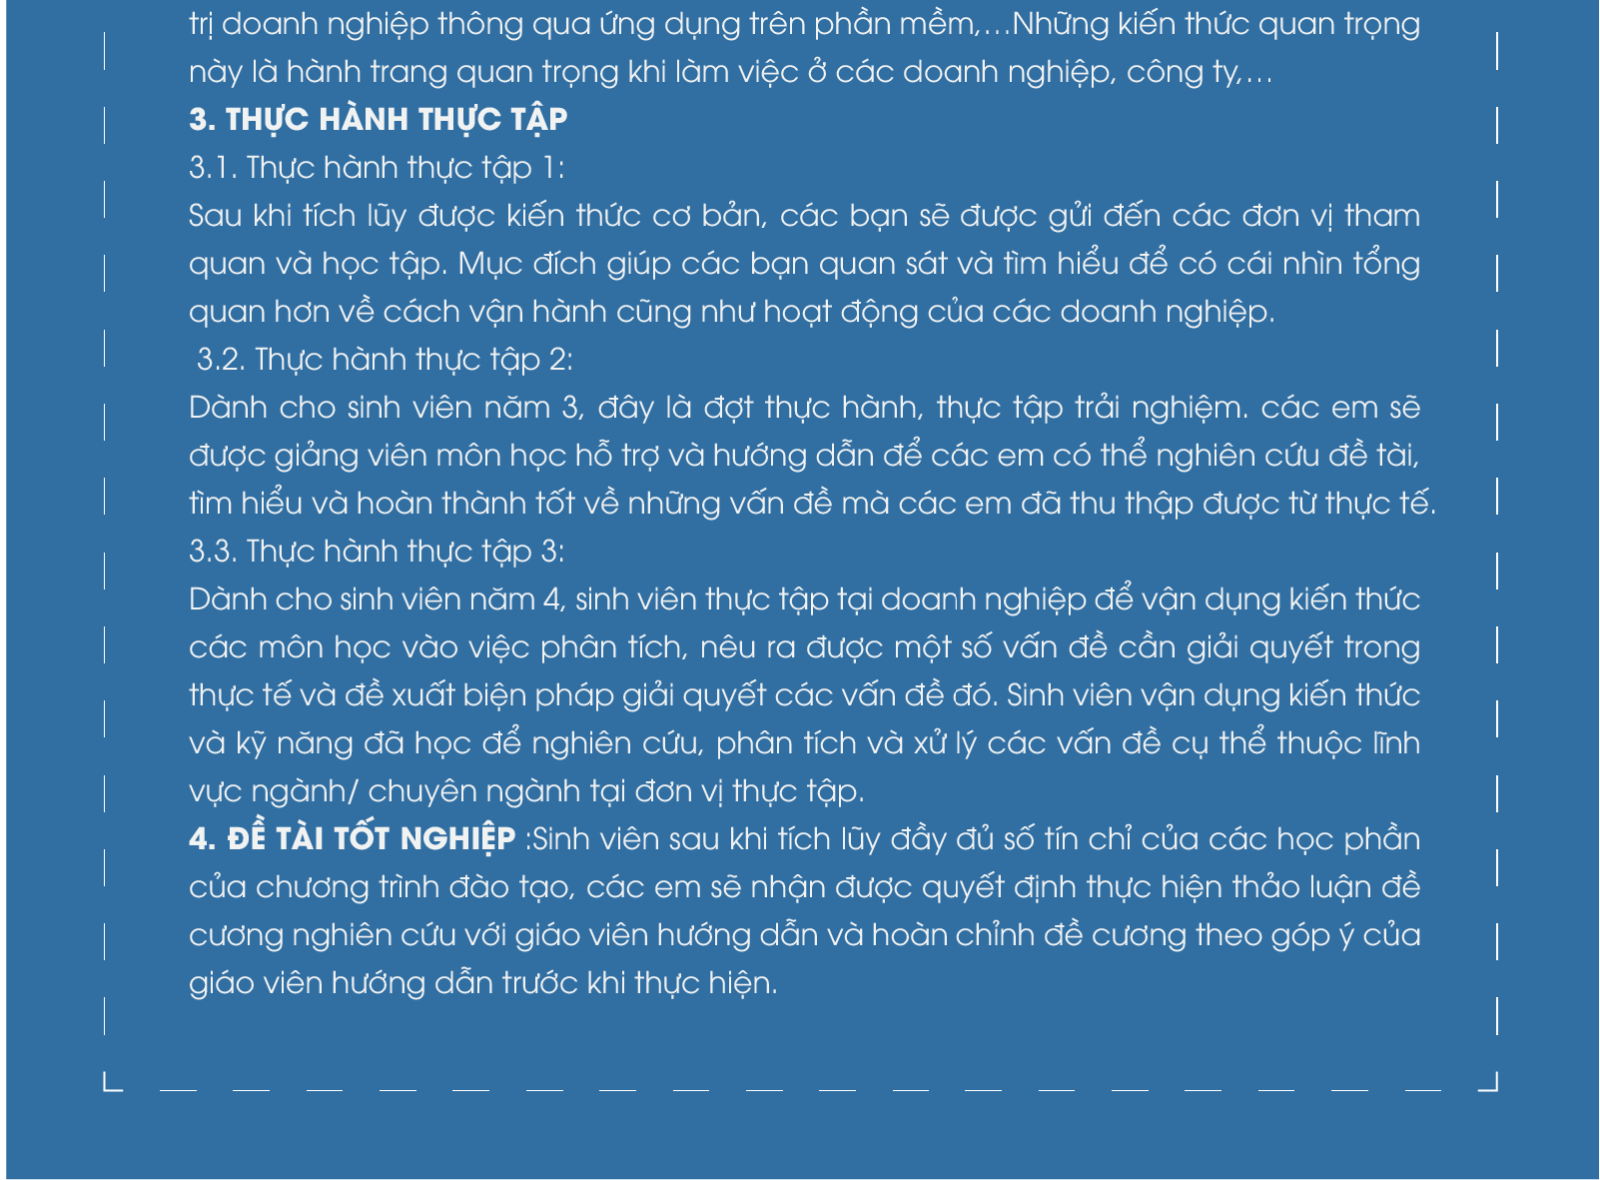 trị doanh nghiệp thông qua ứng dụng trên phần mềm,...Những kiến thức quan trọng
này là hành trang quan trọng khi làm việc ở các doanh nghiệp, công ty,...
3. THỰC HÀNH THỰC TẬP
3.1. Thực hành thực tập 1:
Sau khi tích lũy được kiến thức cơ bản, các bạn sẽ được gửi đến các đơn vị tham
quan và học tập. Mục đích giúp các bạn quan sát và tìm hiểu để có cái nhìn tổng
quan hơn về cách vận hành cũng như hoạt động của các doanh nghiệp.
3.2. Thực hành thực tập 2:
Dành cho sinh viên năm 3, đây là đợt thực hành, thực tập trải nghiệm. các em sẽ
được giảng viên môn học hỗ trợ và hướng dẫn để các em có thể nghiên cứu đề tài,
tìm hiểu và hoàn thành tốt về những vấn đề mà các em đã thu thập được từ thực tế.
3.3. Thực hành thực tập 3:
Dành cho sinh viên năm 4, sinh viên thực tập tại doanh nghiệp để vận dụng kiến thức
các môn học vào việc phân tích, nêu ra được một số vấn đề cần giải quyết trong
thực tế và đề xuất biện pháp giải quyết các vấn đề đó. Sinh viên vận dụng kiến thức
và kỹ năng đã học để nghiên cứu, phân tích và xử lý các vấn đề cụ thể thuộc lĩnh
vực ngành/ chuyên ngành tại đơn vị thực tập.
4. ĐỀ TÀI TỐT NGHIỆP :Sinh viên sau khi tích lũy đầy đủ số tín chỉ của các học phần
của chương trình đào tạo, các em sẽ nhận được quyết định thực hiện thảo luận đề
cương nghiên cứu với giáo viên hướng dẫn và hoàn chỉnh đề cương theo góp ý của
giáo viên hướng dẫn trước khi thực hiện.